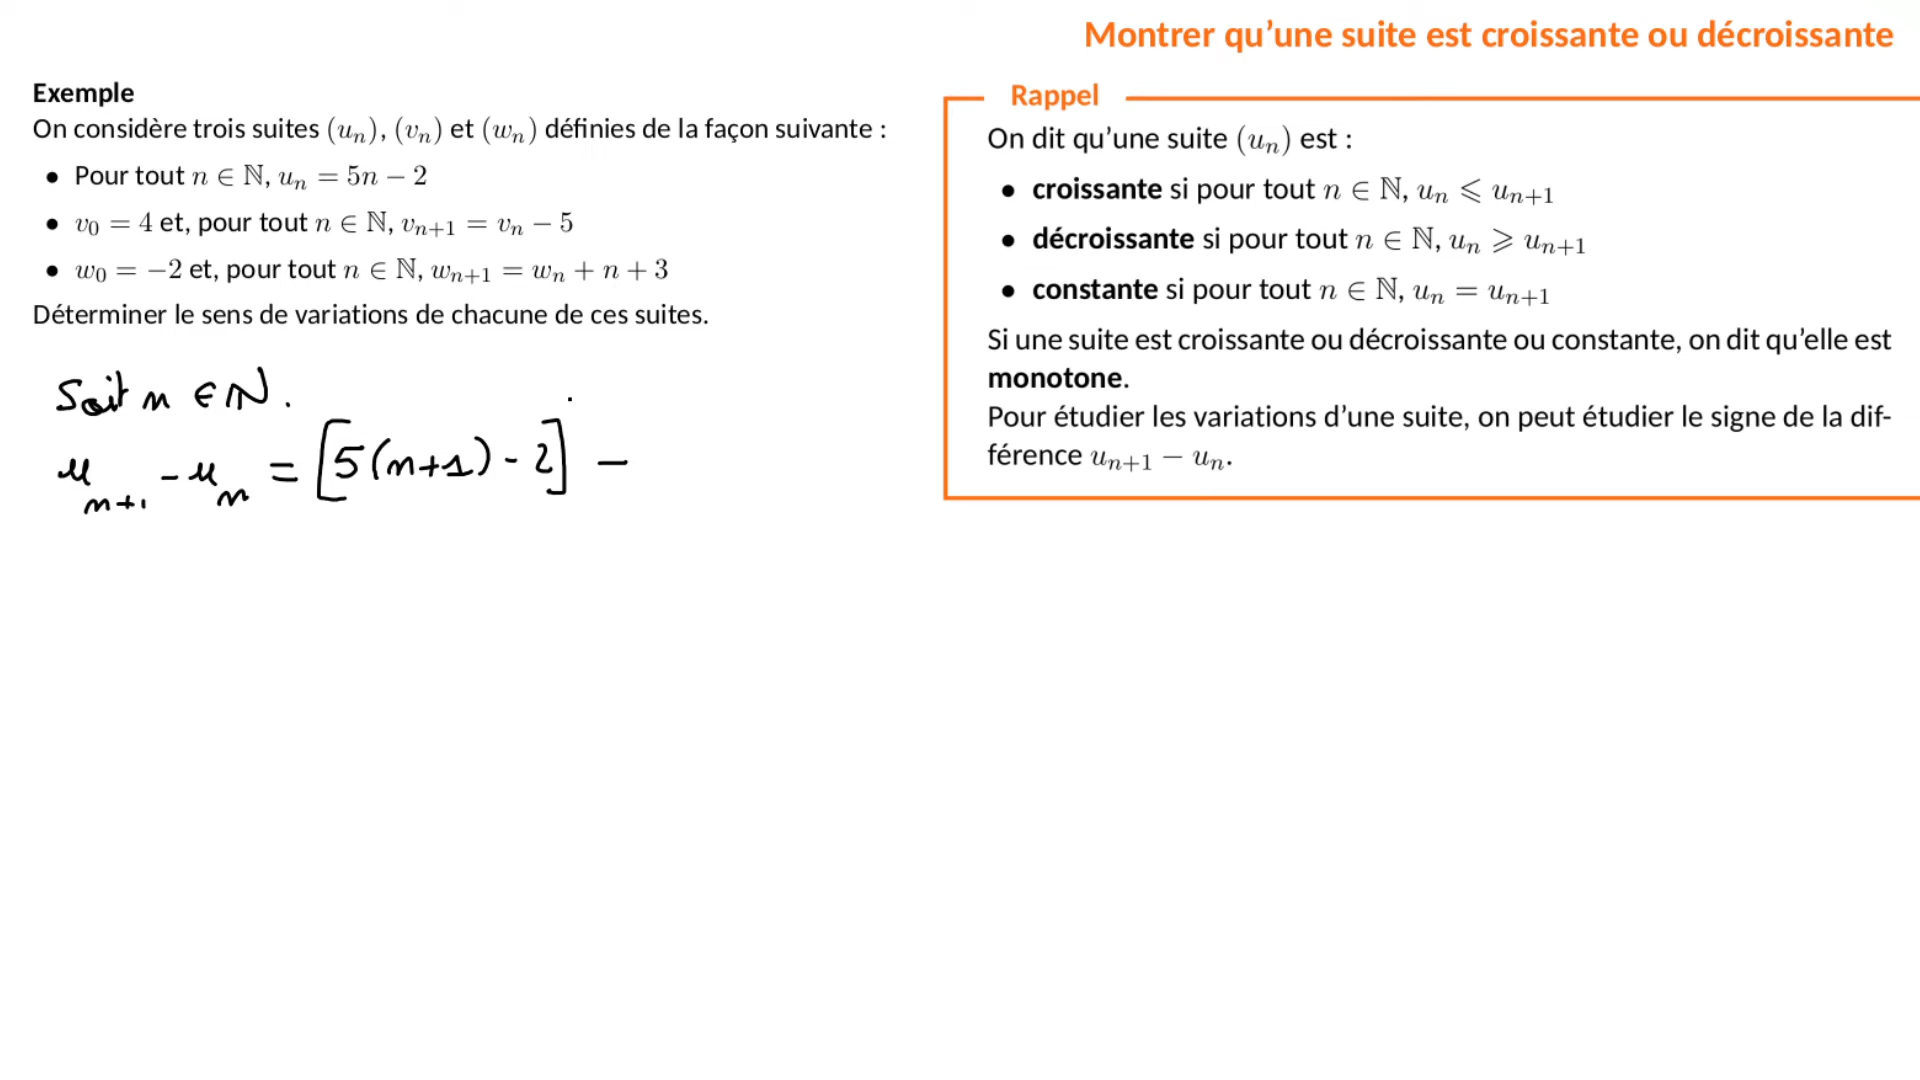 Montrer qu'une suite est croissante ou décroissante
Exemple
On considère trois suites (uₙ), (vₙ) et (wₙ) définies de la façon suivante :
• Pour tout n ∈ ℕ, uₙ = 5n − 2
• v₀ = 4 et, pour tout n ∈ ℕ, vₙ₊₁ = vₙ − 5
• w₀ = −2 et, pour tout n ∈ ℕ, wₙ₊₁ = wₙ + n + 3
Déterminer le sens de variations de chacune de ces suites.
Soit n ∈ ℕ.
uₙ₊₁ - uₙ = [5(n+1) - 2] −
Rappel
On dit qu'une suite (uₙ) est :
• croissante si pour tout n ∈ ℕ, uₙ ⩽ uₙ₊₁
• décroissante si pour tout n ∈ ℕ, uₙ ⩾ uₙ₊₁
• constante si pour tout n ∈ ℕ, uₙ = uₙ₊₁
Si une suite est croissante ou décroissante ou constante, on dit qu'elle est
monotone.
Pour étudier les variations d'une suite, on peut étudier le signe de la dif-
férence uₙ₊₁ − uₙ.